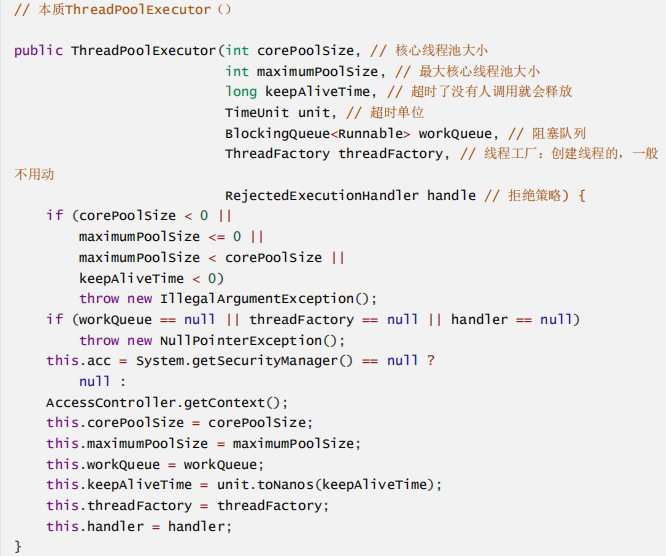 // 本质ThreadPoolExecutor（）
public ThreadPoolExecutor(int corePoolSize, // 核心线程池大小
int maximumPoolSize, // 最大核心线程池大小
long keepAliveTime, // 超时了没有人调用就会释放
TimeUnit unit, // 超时单位
BlockingQueue<Runnable> workQueue, // 阻塞队列
ThreadFactory threadFactory, // 线程工厂：创建线程的，一般
不用动
RejectedExecutionHandler handle // 拒绝策略) {
if (corePoolSize < 0 ||
maximumPoolSize <= 0 ||
maximumPoolSize < corePoolSize ||
keepAliveTime < 0)
throw new IllegalArgumentException();
if (workQueue == null || threadFactory == null || handler == null)
throw new NullPointerException();
this.acc = System.getSecurityManager() == null ?
null :
AccessController.getContext();
this.corePoolSize = corePoolSize;
this.maximumPoolSize = maximumPoolSize;
this.workQueue = workQueue;
this.keepAliveTime = unit.toNanos(keepAliveTime);
this.threadFactory = threadFactory;
this.handler = handler;
}